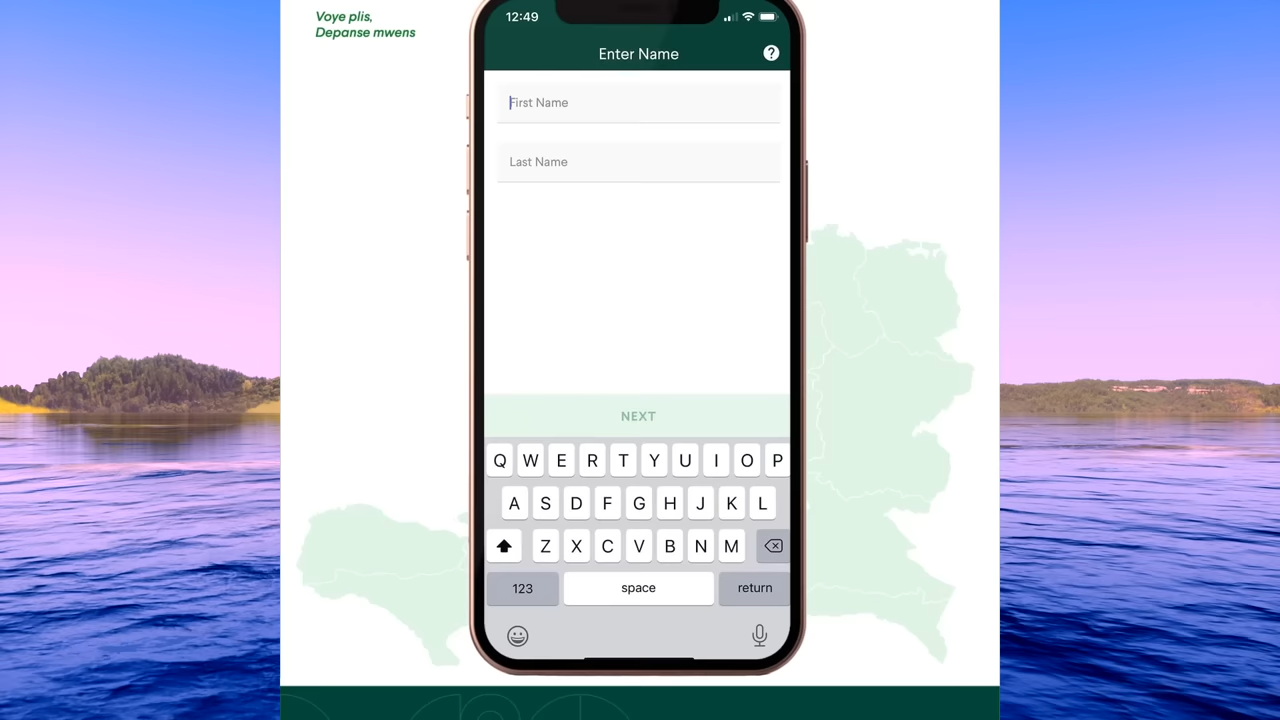 Voye plis,
Depanse mwens
12:49
Enter Name
?
First Name
Last Name
NEXT
Q W E R T Y U I O P
A S D F G H J K L
Z X C V B N M
123 space return